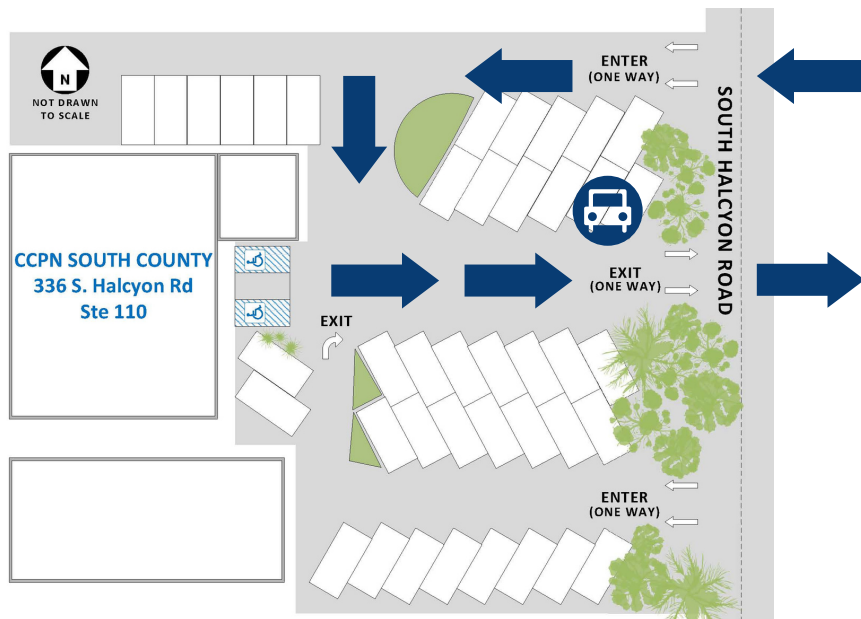 N
NOT DRAWN
TO SCALE
ENTER
(ONE WAY)
SOUTH HALCYON ROAD
CCPN SOUTH COUNTY
336 S. Halcyon Rd
Ste 110
EXIT
(ONE WAY)
EXIT
ENTER
(ONE WAY)